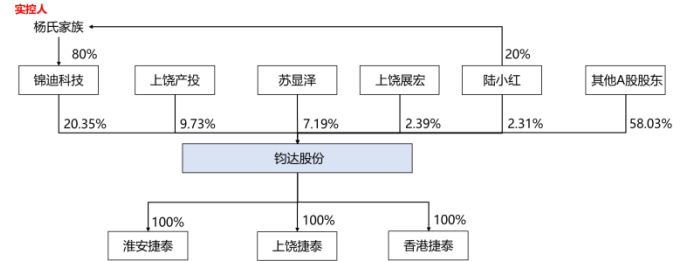 实控人
杨氏家族
80%
20%
锦迪科技
上饶产投
苏显泽
上饶展宏
陆小红
其他A股股东
20.35%
9.73%
7.19%
2.39%
2.31%
58.03%
钧达股份
100%
100%
100%
淮安捷泰
上饶捷泰
香港捷泰